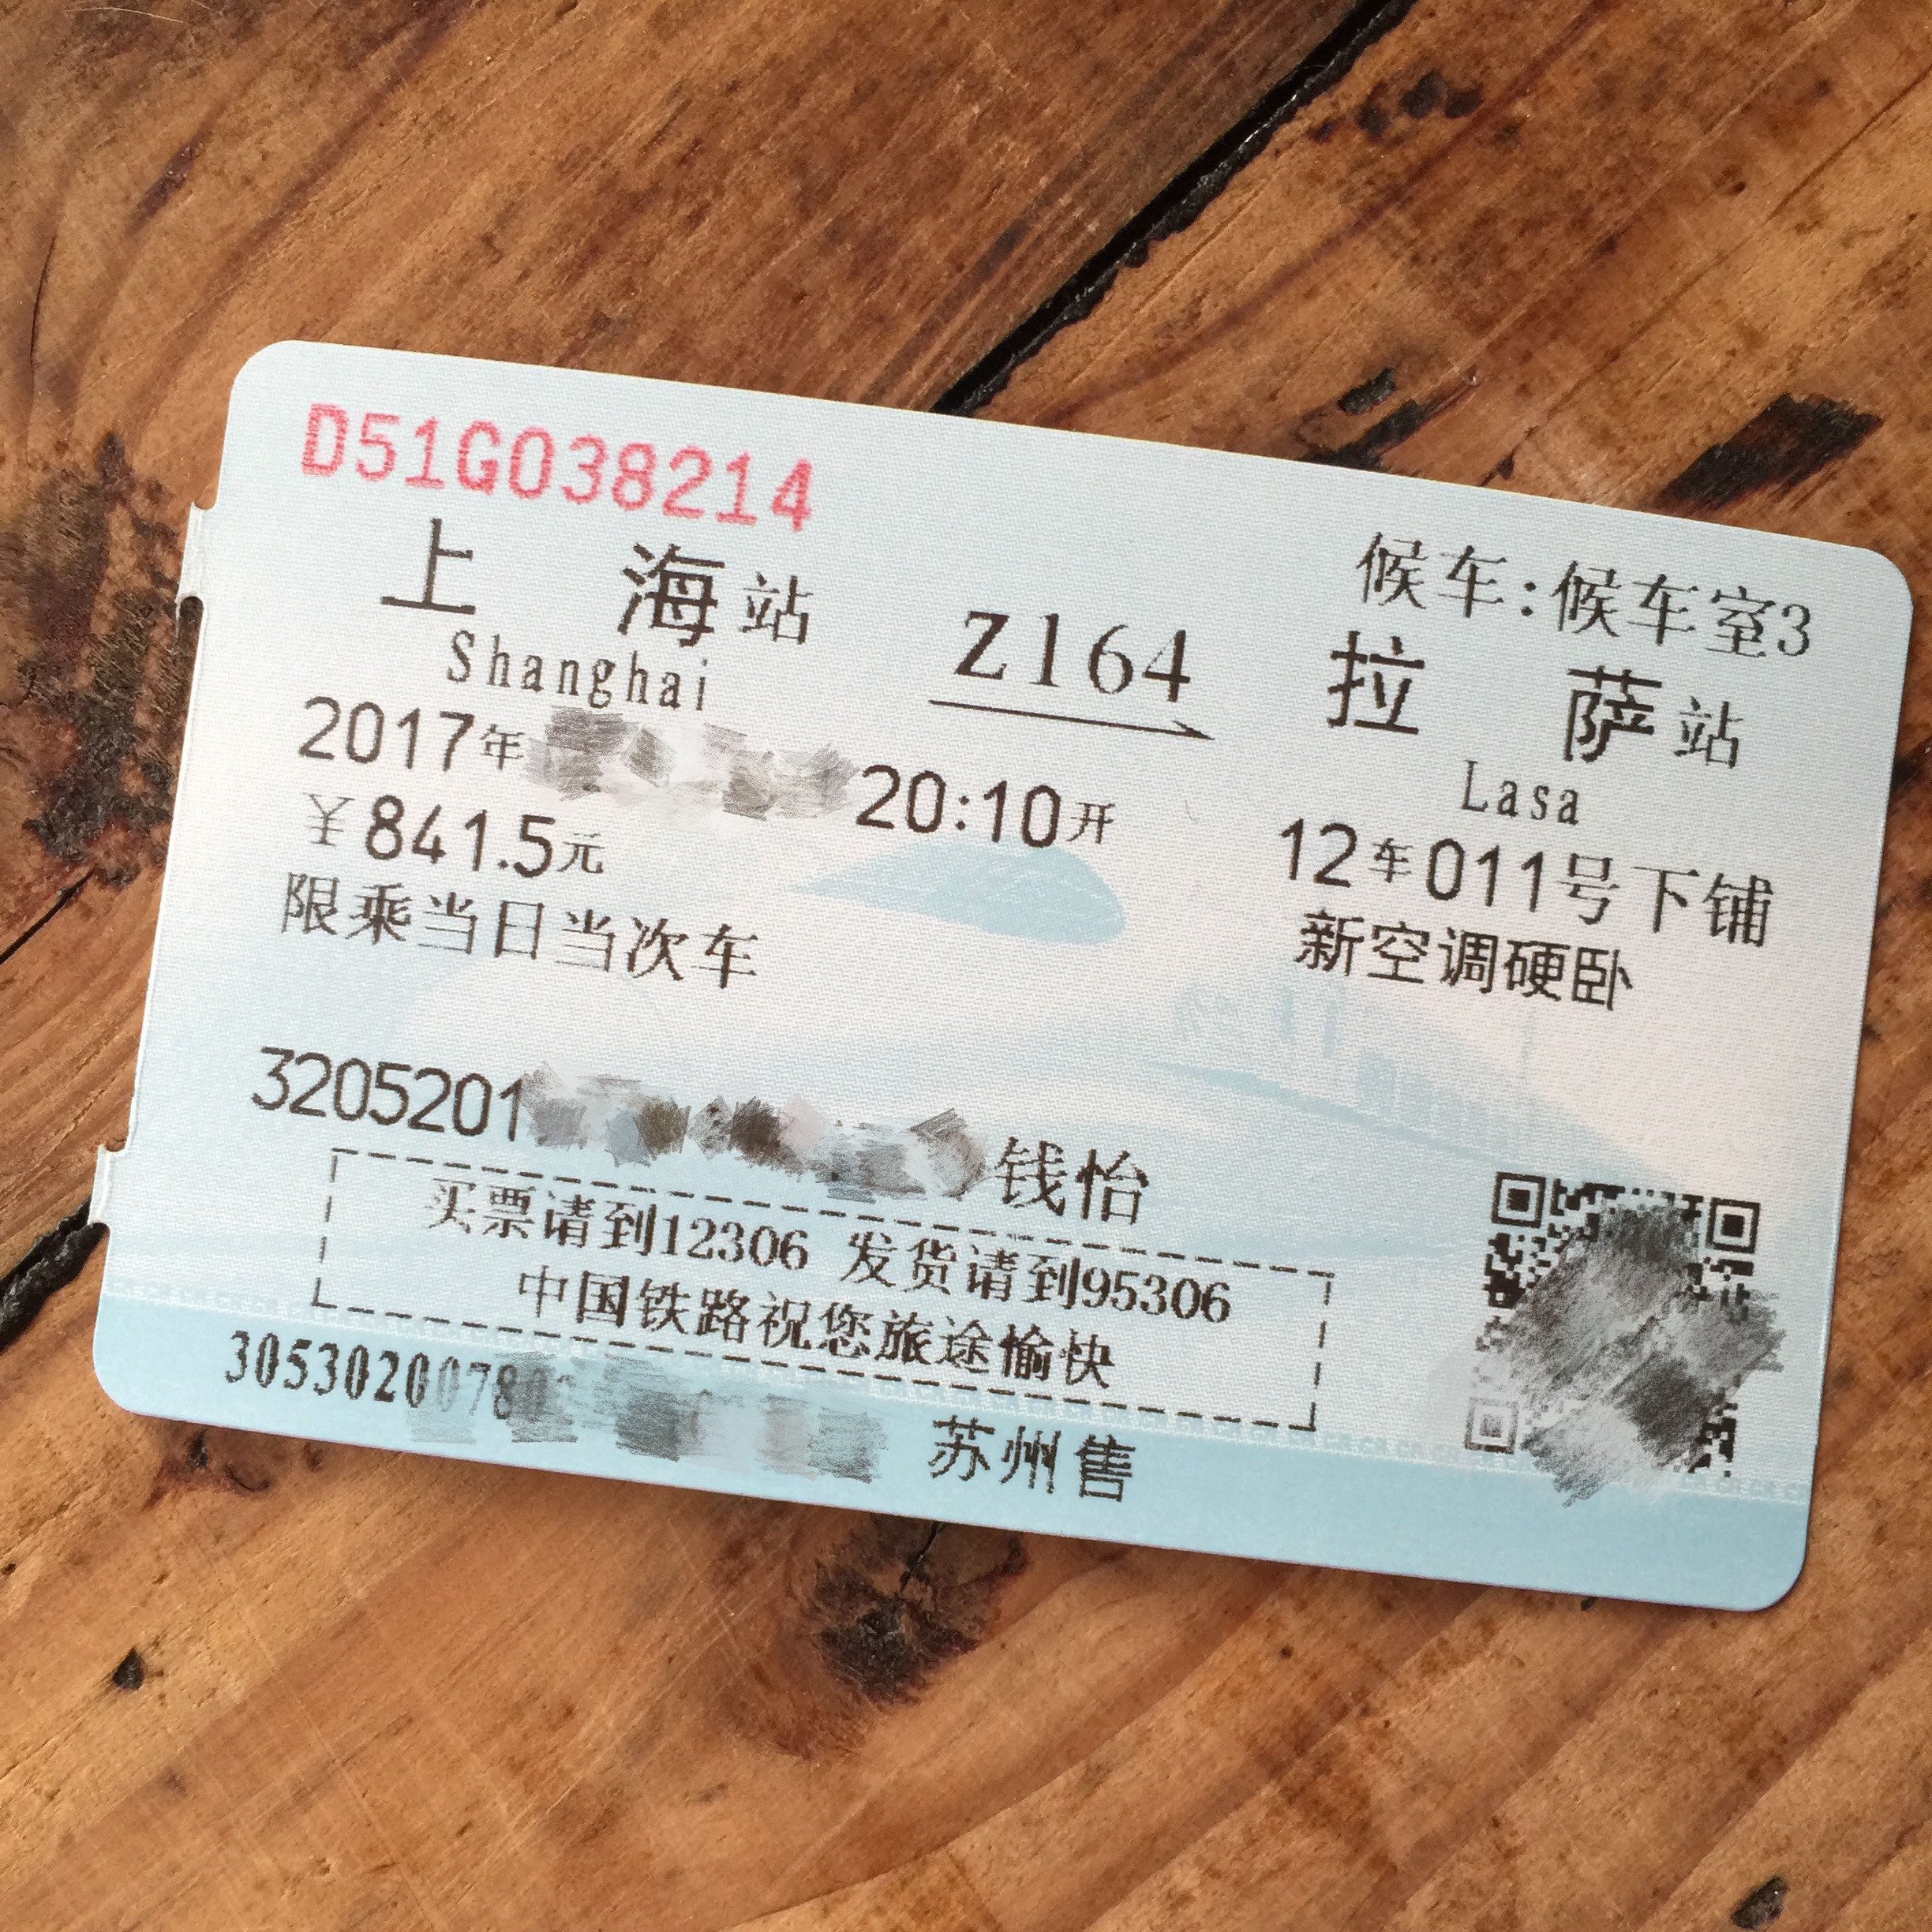 D51G038214
候车:候车室3
上海站 Z164 拉萨站
Shanghai Lasa
2017年 20:10开 12车011号下铺
¥841.5元 新空调硬卧
限乘当日当次车
3205201 钱怡
买票请到12306 发货请到95306
中国铁路祝您旅途愉快
3053020078 苏州售